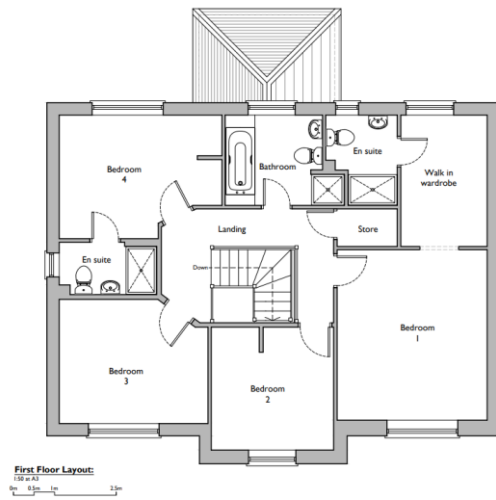 Bedroom
4
Bathroom
En suite
Walk in
wardrobe
Landing
Store
En suite
Down
Bedroom
1
Bedroom
3
Bedroom
2
First Floor Layout:
1:50 at A3
0m 0.5m 1m 2.5m